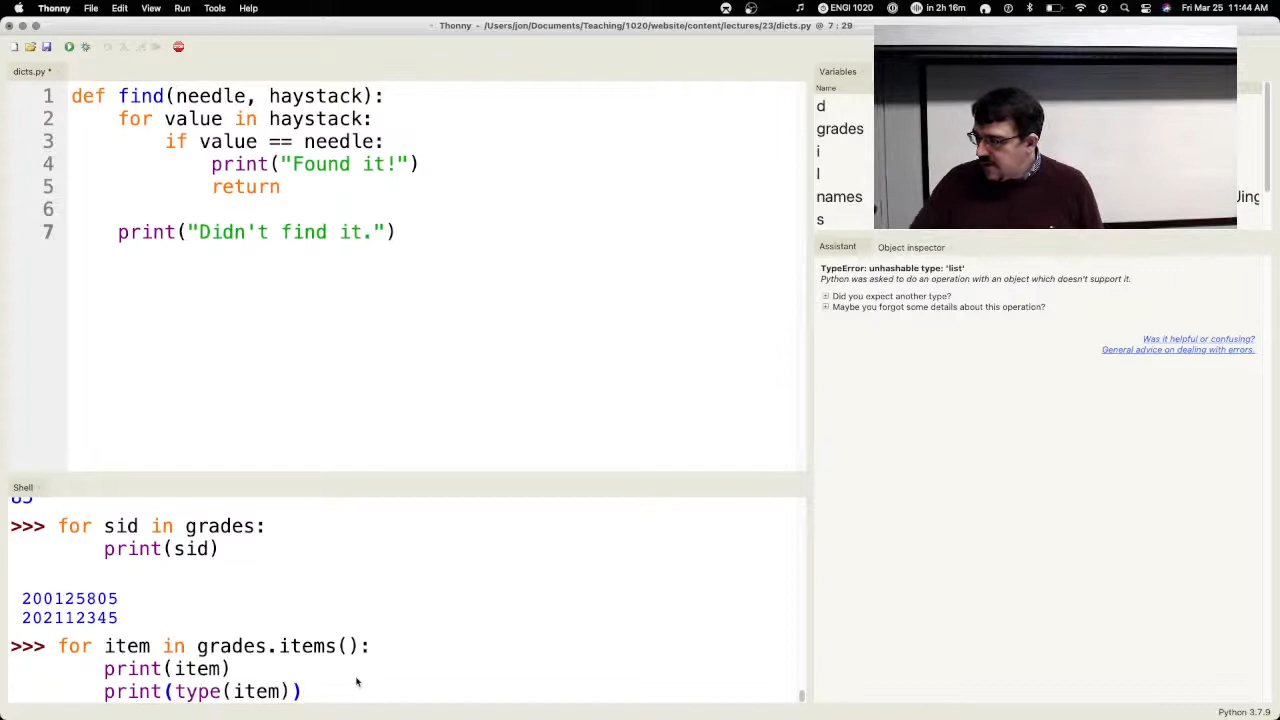 Thonny File Edit View Run Tools Window Help
ENGI 1020 in 2h 16m Fri Mar 25 11:44 AM
Thonny - /Users/jon/Documents/Teaching/1020/website/content/lectures/23/dicts.py @ 7 : 29
dicts.py *
1 def find(needle, haystack):
2 for value in haystack:
3 if value == needle:
4 print("Found it!")
5 return
6
7 print("Didn't find it.")
Shell
>>> for sid in grades:
print(sid)
200125805
202112345
>>> for item in grades.items():
print(item)
print(type(item))
Variables
Name
d
grades
i
l
names
s
Assistant Object inspector
TypeError: unhashable type: 'list'
Python was asked to do an operation with an object which doesn't support it.
Did you expect another type?
Maybe you forgot some details about this operation?
Was it helpful or confusing?
General advice on dealing with errors.
Python 3.7.9